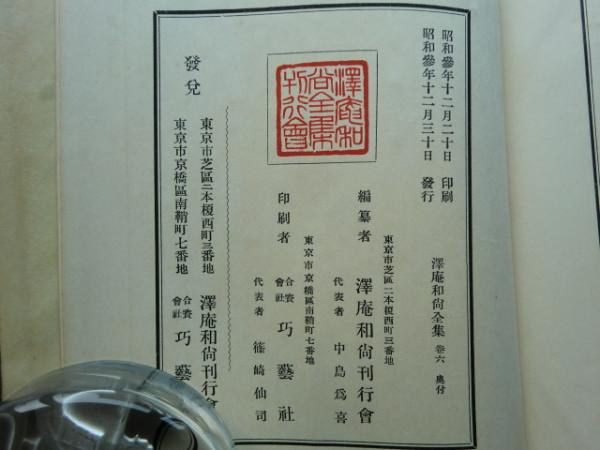 昭和參年十二月二十日 印刷
昭和參年十二月三十日 發行
澤庵和尙全集 卷六 奧付
澤庵和
尙全集
刊行會
東京市芝區二本榎西町三番地
編纂者 澤庵和尙刊行會
代表者 中島爲喜
東京市京橋區南鞘町七番地
印刷者 合資會社 巧藝社
代表者 篠崎仙司
發兌
東京市芝區二本榎西町三番地 澤庵和尙刊行會
東京市京橋區南鞘町七番地 合資會社 巧藝